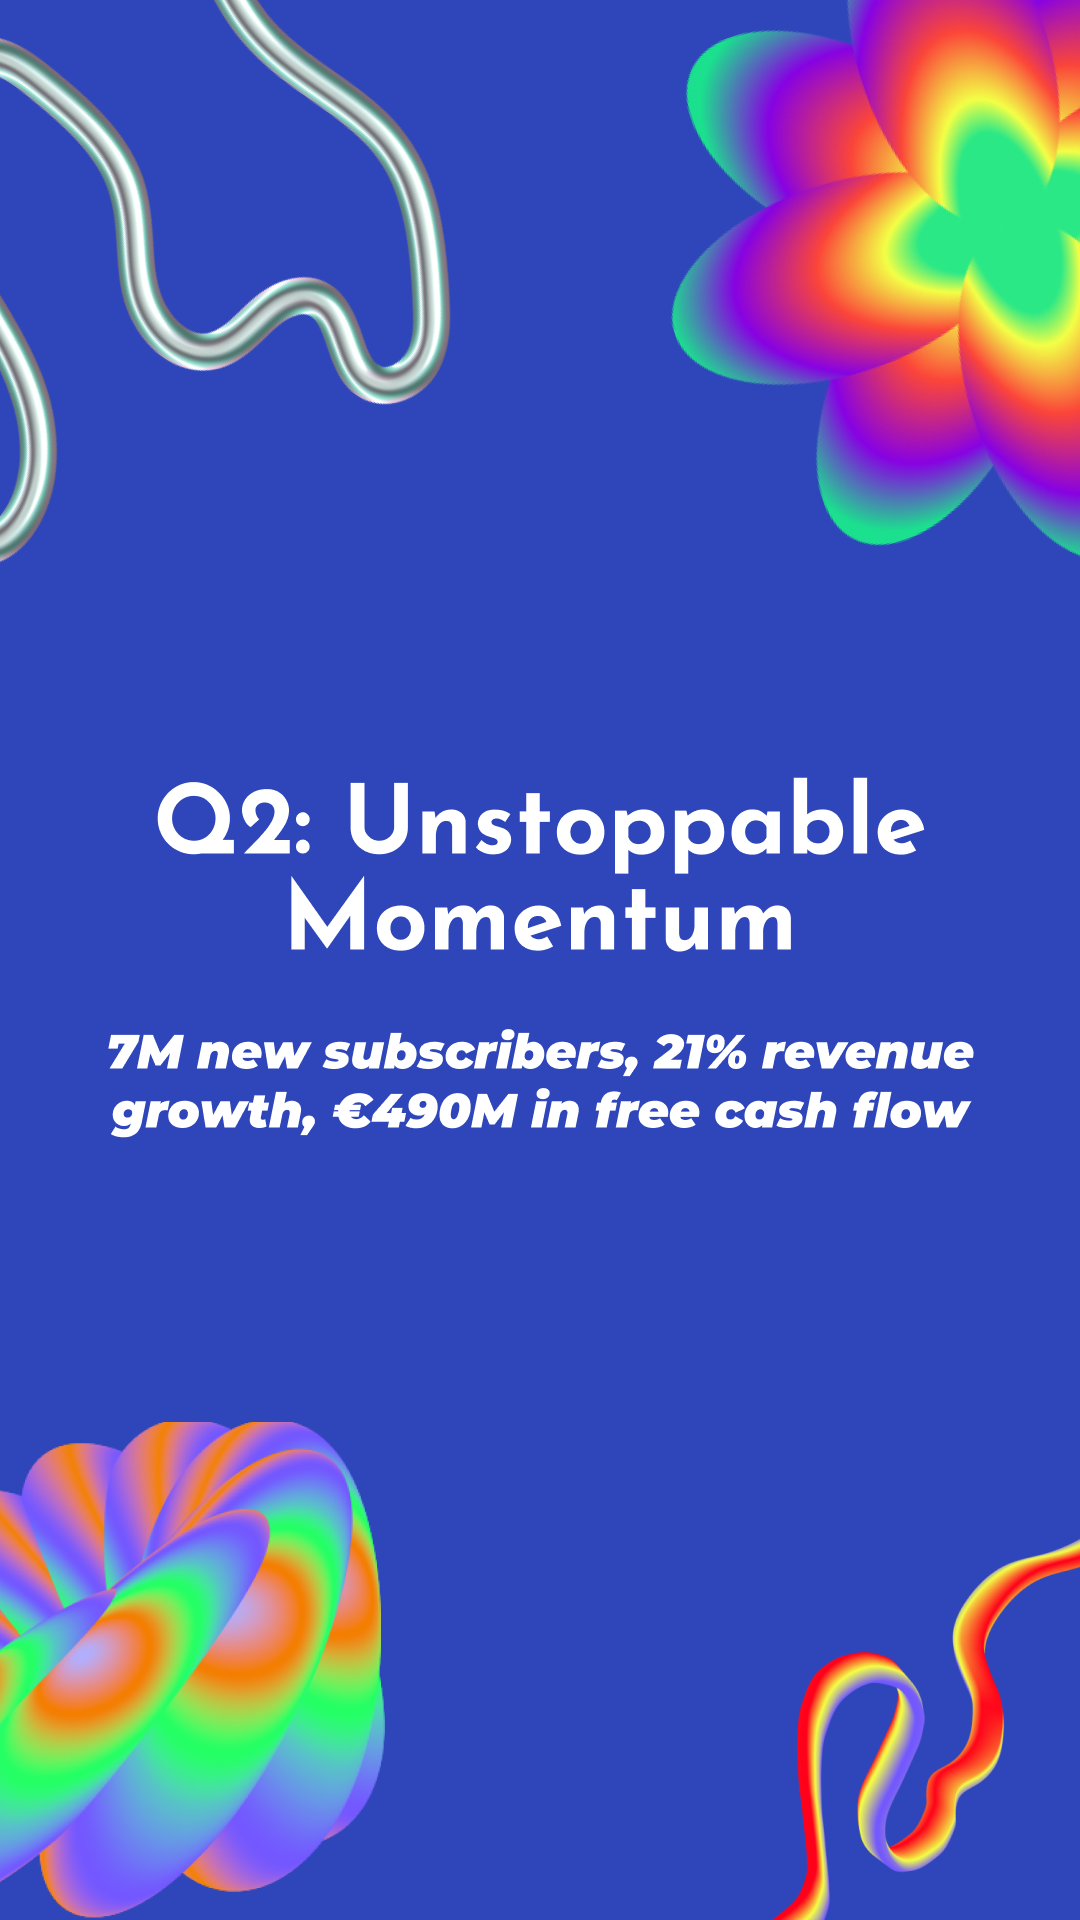 Q2: Unstoppable
Momentum
7M new subscribers, 21% revenue
growth, €490M in free cash flow